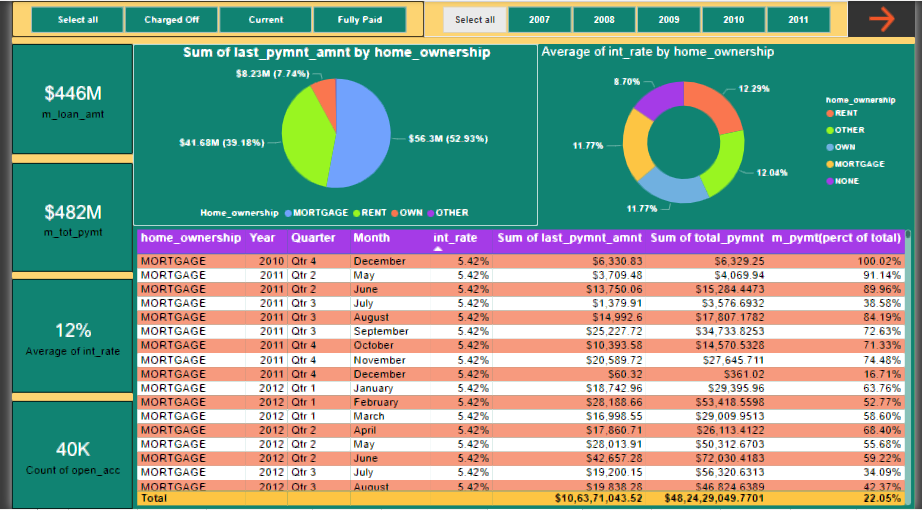 Select all Charged Off Current Fully Paid Select all 2007 2008 2009 2010 2011
$446M
m_loan_amt
$482M
m_tot_pymt
12%
Average of int_rate
40K
Count of open_acc
Sum of last_pymnt_amnt by home_ownership
$8.23M (7.74%)
$41.68M (39.18%)
$56.3M (52.93%)
Home_ownership MORTGAGE RENT OWN OTHER
Average of int_rate by home_ownership
8.70%
12.29%
11.77%
12.04%
11.77%
home_ownership
RENT
OTHER
OWN
MORTGAGE
NONE
home_ownership Year Quarter Month int_rate Sum of last_pymnt_amnt Sum of total_pymnt m_pymt(perct of total)
MORTGAGE 2010 Qtr 4 December 5.42% $6,330.83 $6,329.25 100.02%
MORTGAGE 2011 Qtr 2 May 5.42% $3,709.48 $4,069.94 91.14%
MORTGAGE 2011 Qtr 2 June 5.42% $13,750.06 $15,284.4473 89.96%
MORTGAGE 2011 Qtr 3 July 5.42% $1,379.91 $3,576.6932 38.58%
MORTGAGE 2011 Qtr 3 August 5.42% $14,992.6 $17,807.1782 84.19%
MORTGAGE 2011 Qtr 3 September 5.42% $25,227.72 $34,733.8253 72.63%
MORTGAGE 2011 Qtr 4 October 5.42% $10,393.58 $14,570.5328 71.33%
MORTGAGE 2011 Qtr 4 November 5.42% $20,589.72 $27,645.711 74.48%
MORTGAGE 2011 Qtr 4 December 5.42% $60.32 $361.02 16.71%
MORTGAGE 2012 Qtr 1 January 5.42% $18,742.96 $29,395.96 63.76%
MORTGAGE 2012 Qtr 1 February 5.42% $28,188.66 $53,418.5598 52.77%
MORTGAGE 2012 Qtr 1 March 5.42% $16,998.55 $29,009.9513 58.60%
MORTGAGE 2012 Qtr 2 April 5.42% $17,860.71 $26,113.4122 68.40%
MORTGAGE 2012 Qtr 2 May 5.42% $28,013.91 $50,312.6703 55.68%
MORTGAGE 2012 Qtr 2 June 5.42% $42,657.28 $72,030.4183 59.22%
MORTGAGE 2012 Qtr 3 July 5.42% $19,200.15 $56,320.6313 34.09%
MORTGAGE 2012 Qtr 3 August 5.42% $19,838.28 $46,824.6389 42.37%
Total $10,63,71,043.52 $48,24,29,049.7701 22.05%